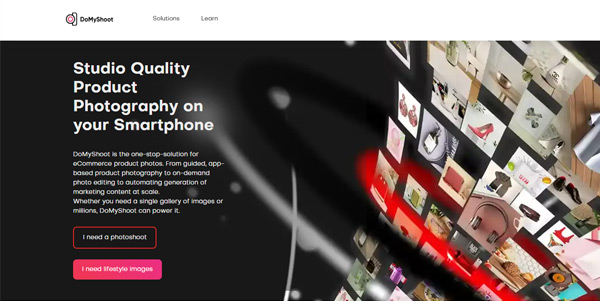 DoMyShoot
Solutions
Learn
Studio Quality
Product
Photography on
your Smartphone
DoMyShoot is the one-stop-solution for
eCommerce product photos. From guided, app-
based product photography to on-demand
photo editing to automating generation of
marketing content at scale.
Whether you need a single gallery of images or
millions, DoMyShoot can power it.
I need a photoshoot
I need lifestyle images